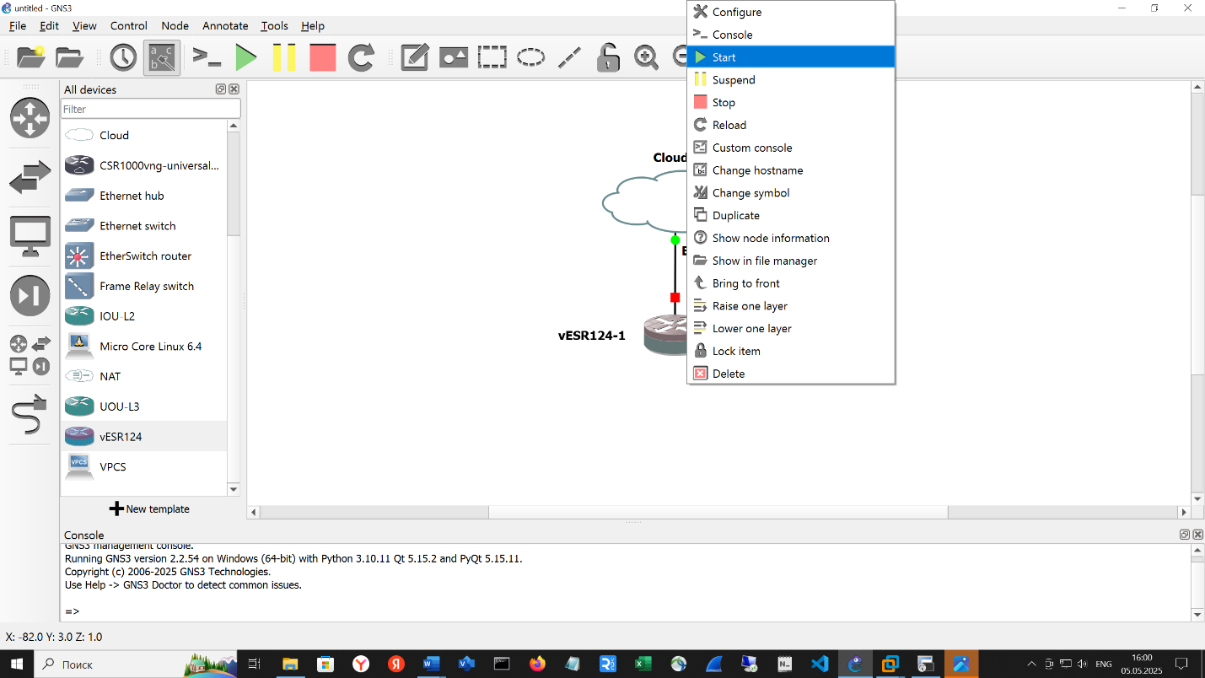 untitled - GNS3
File Edit View Control Node Annotate Tools Help
All devices
Filter
Cloud
CSR1000vng-universal...
Ethernet hub
Ethernet switch
EtherSwitch router
Frame Relay switch
IOU-L2
Micro Core Linux 6.4
NAT
UOU-L3
vESR124
VPCS
New template
Cloud
vESR124-1
Configure
Console
Start
Suspend
Stop
Reload
Custom console
Change hostname
Change symbol
Duplicate
Show node information
Show in file manager
Bring to front
Raise one layer
Lower one layer
Lock item
Delete
Console
GNS3 management console.
Running GNS3 version 2.2.54 on Windows (64-bit) with Python 3.10.11 Qt 5.15.2 and PyQt 5.15.11.
Copyright (c) 2006-2025 GNS3 Technologies.
Use Help -> GNS3 Doctor to detect common issues.
=>
X: -82.0 Y: 3.0 Z: 1.0
Поиск
ENG
16:00
05.05.2025